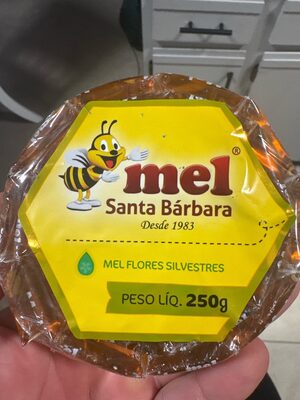 mel®
Santa Bárbara
Desde 1983
MEL FLORES SILVESTRES
PESO LÍQ. 250g